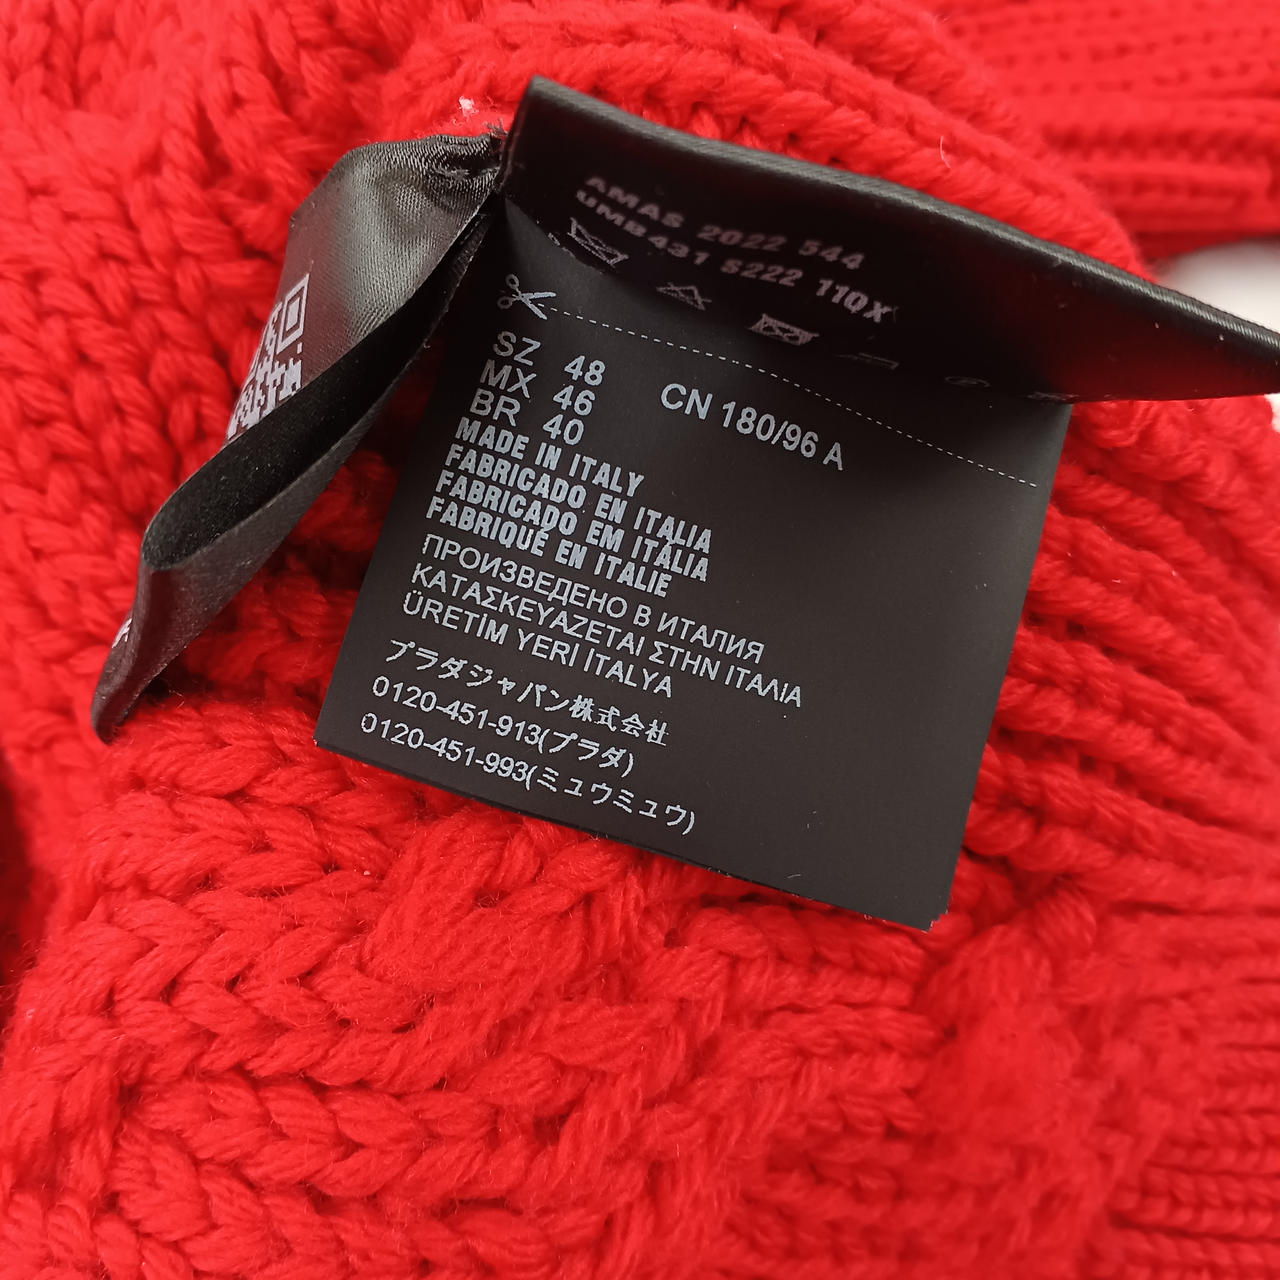 AMAS 2022 544
UMB431 S222 11QX
SZ 48
MX 46 CN 180/96 A
BR 40
MADE IN ITALY
FABRICADO EN ITALIA
FABRICADO EM ITÁLIA
FABRIQUÉ EN ITALIE
ПРОИЗВЕДЕНО В ИТАЛИЯ
ΚΑΤΑΣΚΕΥΑΖΕΤΑΙ ΣΤΗΝ ΙΤΑΛΙΑ
ÜRETİM YERİ İTALYA
プラダジャパン株式会社
0120-451-913(プラダ)
0120-451-993(ミュウミュウ)